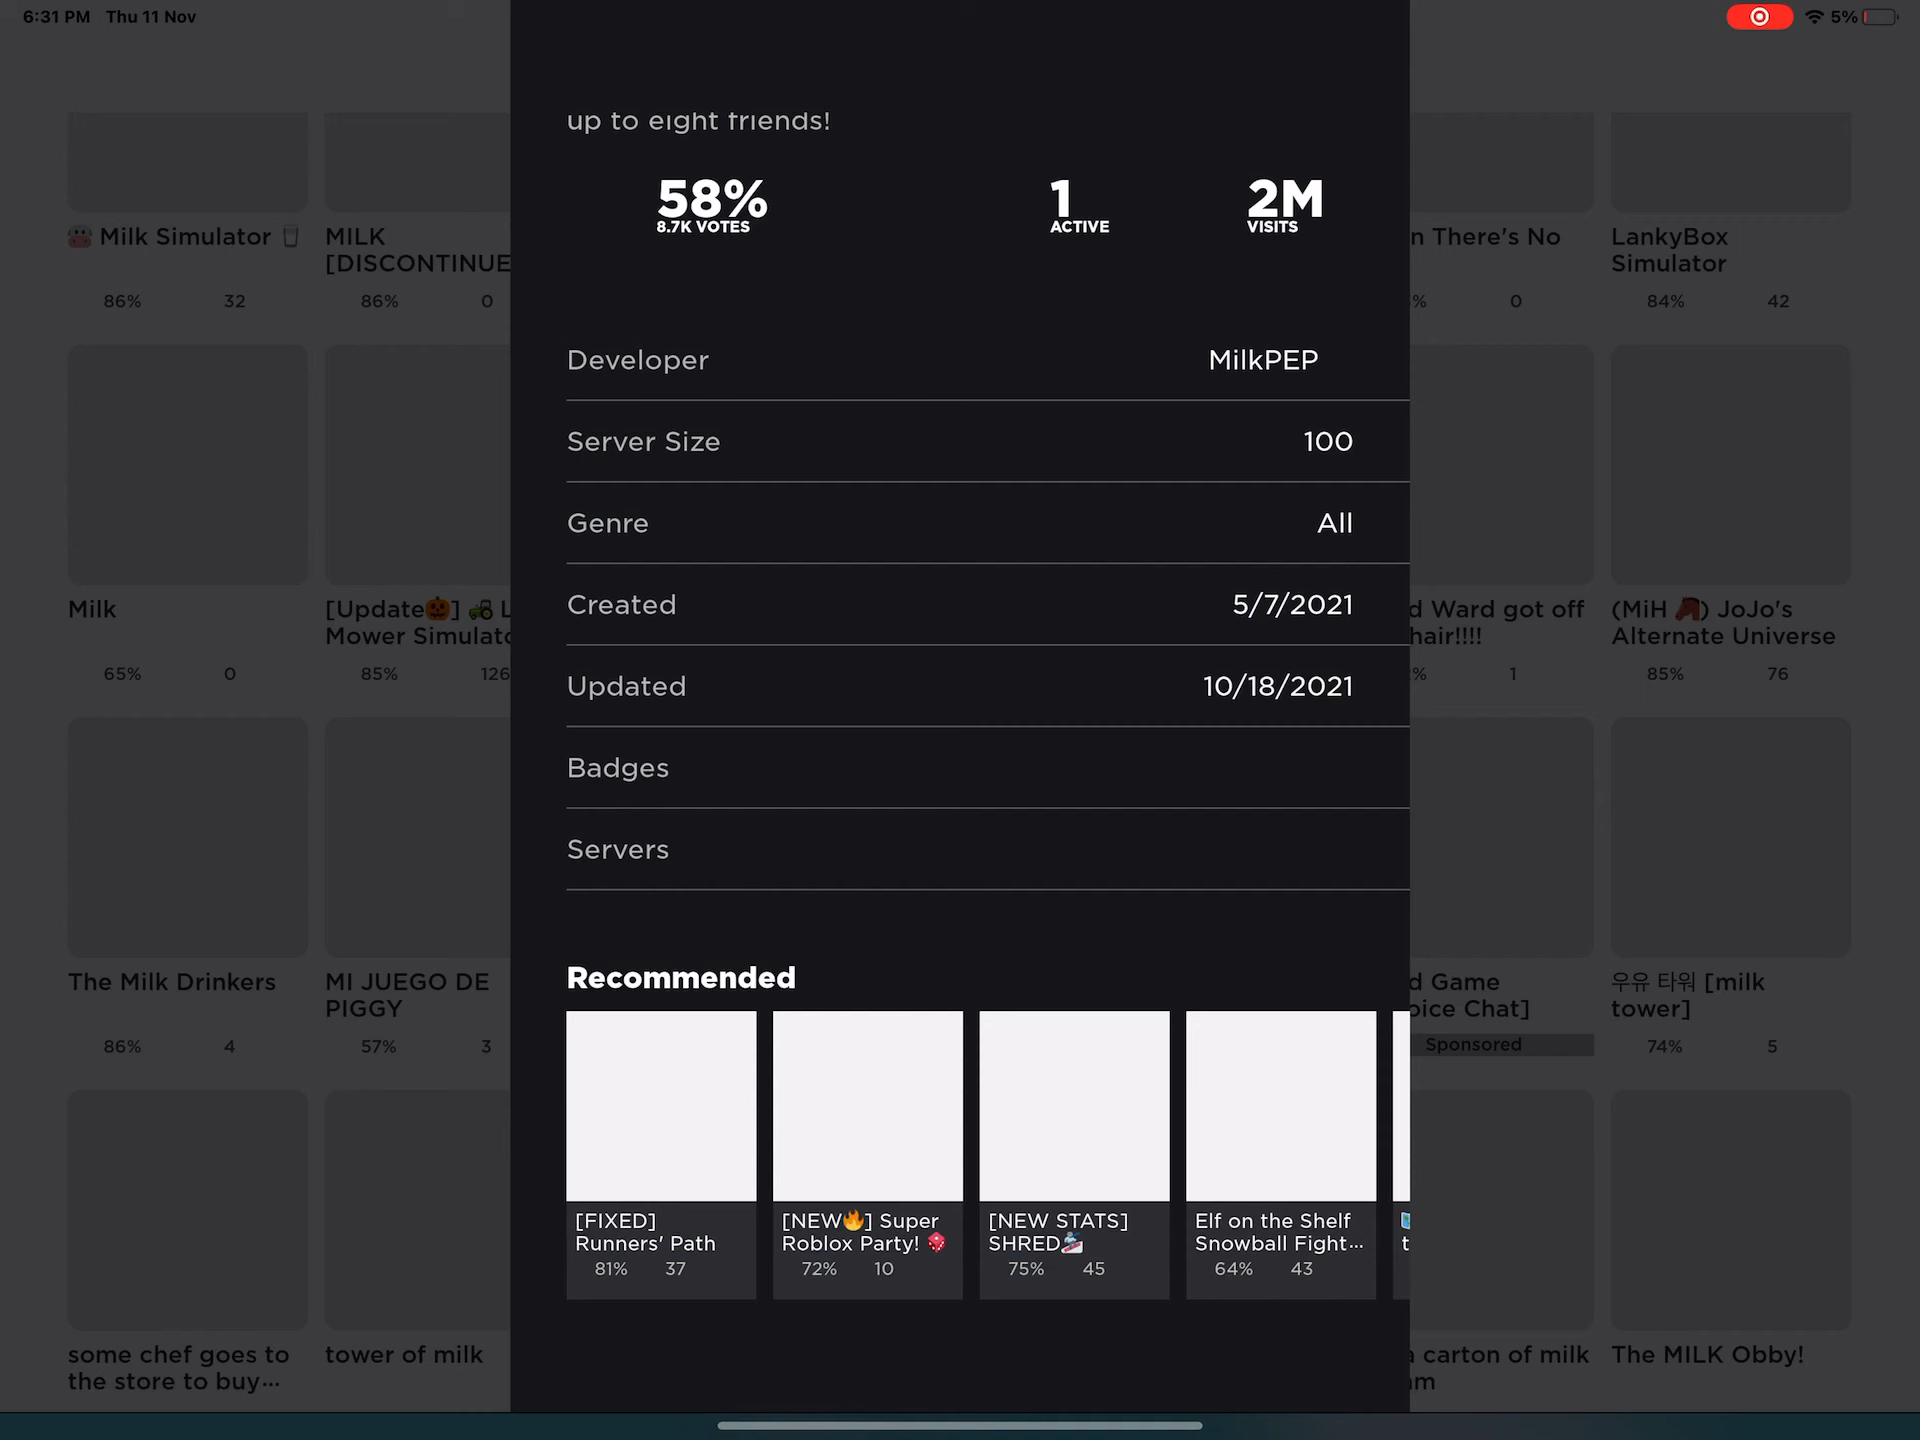 6:31 PM Thu 11 Nov
5%
up to eight friends!
58%
8.7K VOTES
1
ACTIVE
2M
VISITS
Developer MilkPEP
Server Size 100
Genre All
Created 5/7/2021
Updated 10/18/2021
Badges
Servers
Recommended
[FIXED]
Runners' Path
81% 37
[NEW🔥] Super
Roblox Party! 🎲
72% 10
[NEW STATS]
SHRED🏂
75% 45
Elf on the Shelf
Snowball Fight...
64% 43
🐮 Milk Simulator 🥛
86% 32
MILK
[DISCONTINUE
86% 0
n There's No
% 0
LankyBox
Simulator
84% 42
Milk
65% 0
[Update🎃] 🚜 L
Mower Simulato
85% 126
d Ward got off
hair!!!!
% 1
(MiH 🐴) JoJo's
Alternate Universe
85% 76
The Milk Drinkers
86% 4
MI JUEGO DE
PIGGY
57% 3
d Game
oice Chat]
Sponsored
우유 타워 [milk
tower]
74% 5
some chef goes to
the store to buy...
tower of milk
a carton of milk
am
The MILK Obby!